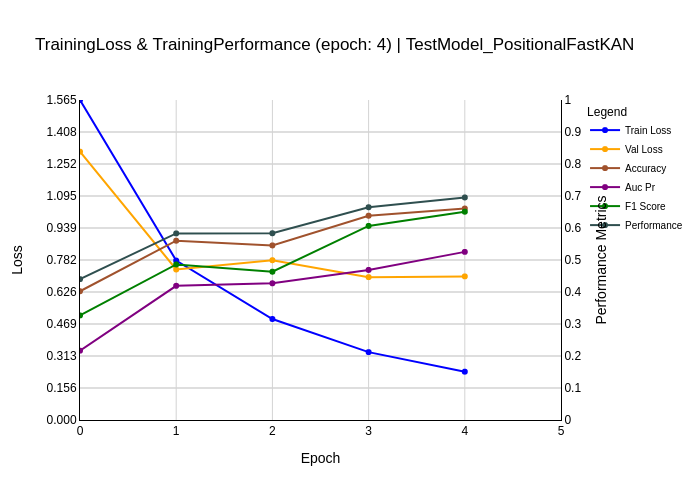 TrainingLoss & TrainingPerformance (epoch: 4) | TestModel_PositionalFastKAN
1.565
1.408
1.252
1.095
0.939
0.782
0.626
0.469
0.313
0.156
0.000
Loss
0
1
2
3
4
5
Epoch
1
0.9
0.8
0.7
0.6
0.5
0.4
0.3
0.2
0.1
0
Performance Metrics
Legend
Train Loss
Val Loss
Accuracy
Auc Pr
F1 Score
Performance